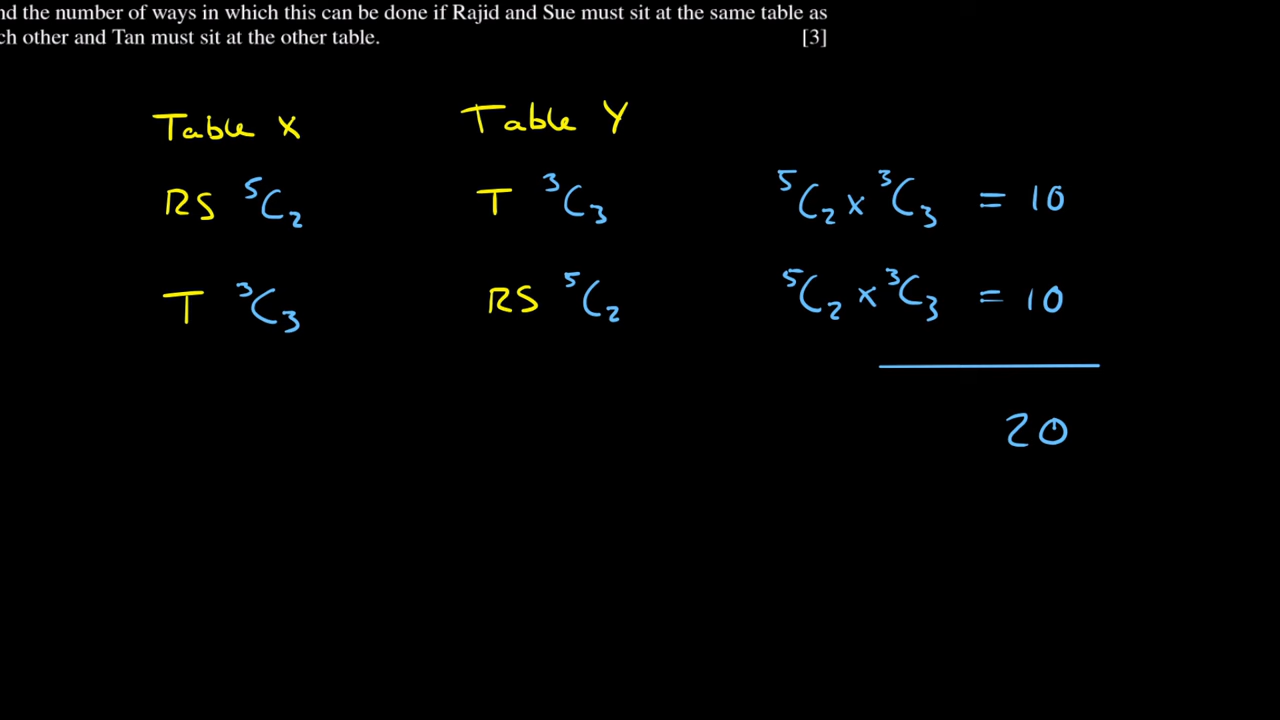 nd the number of ways in which this can be done if Rajid and Sue must sit at the same table as
ch other and Tan must sit at the other table. [3]
Table X Table Y
RS ⁵C₂ T ³C₃ ⁵C₂ x ³C₃ = 10
T ³C₃ RS ⁵C₂ ⁵C₂ x ³C₃ = 10
20